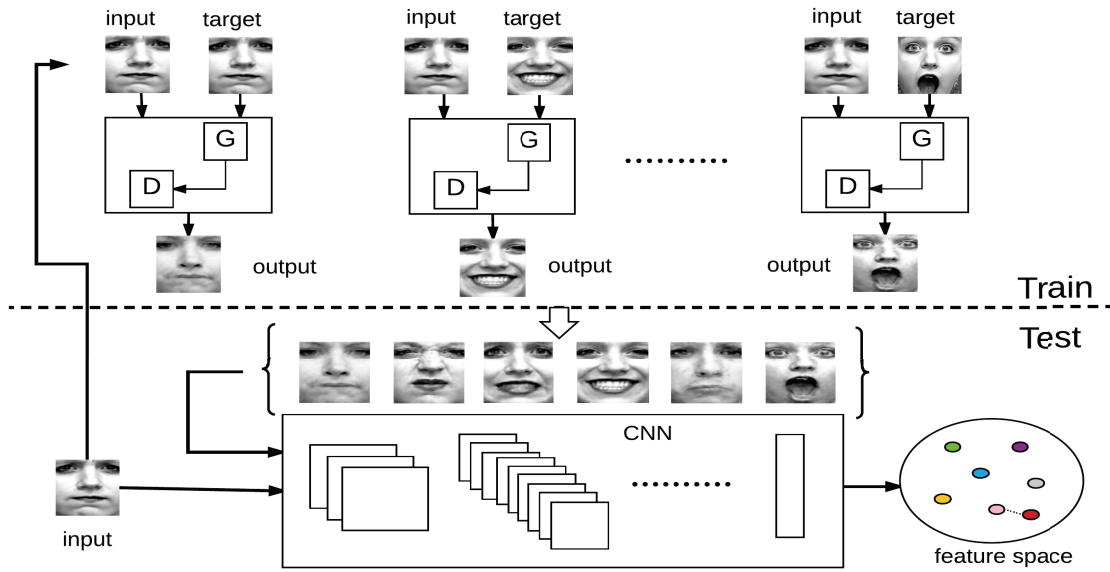 input target
input target
input target
G
D
G
D
G
D
output
output
output
Train
Test
CNN
input
feature space